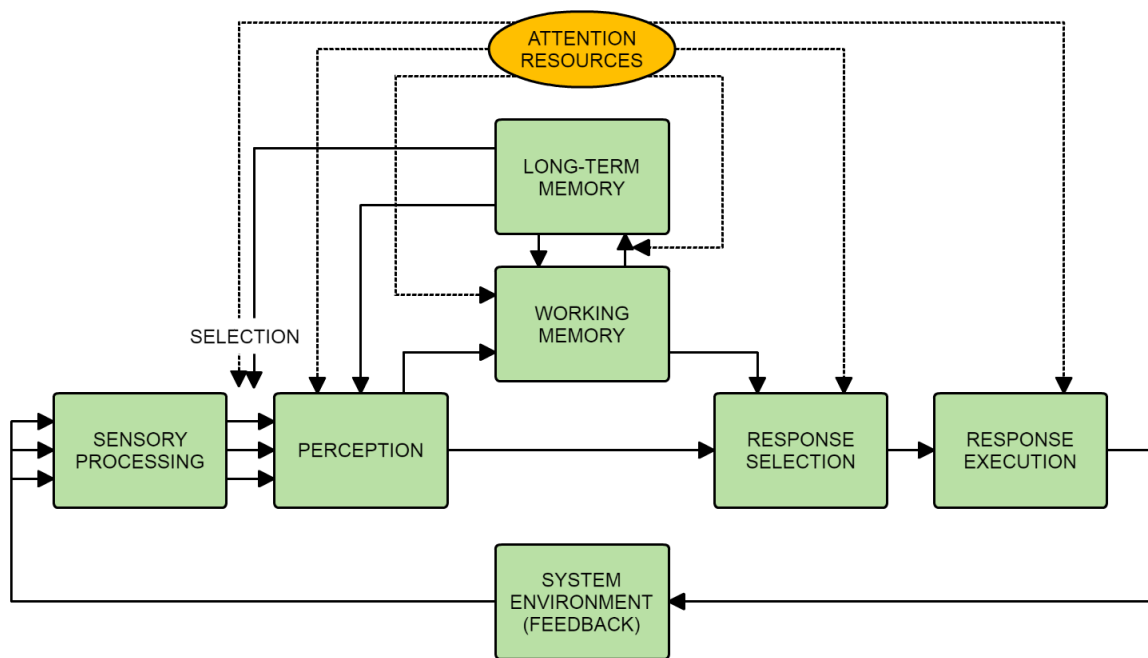 ATTENTION
RESOURCES
LONG-TERM
MEMORY
WORKING
MEMORY
SELECTION
SENSORY
PROCESSING
PERCEPTION
RESPONSE
SELECTION
RESPONSE
EXECUTION
SYSTEM
ENVIRONMENT
(FEEDBACK)